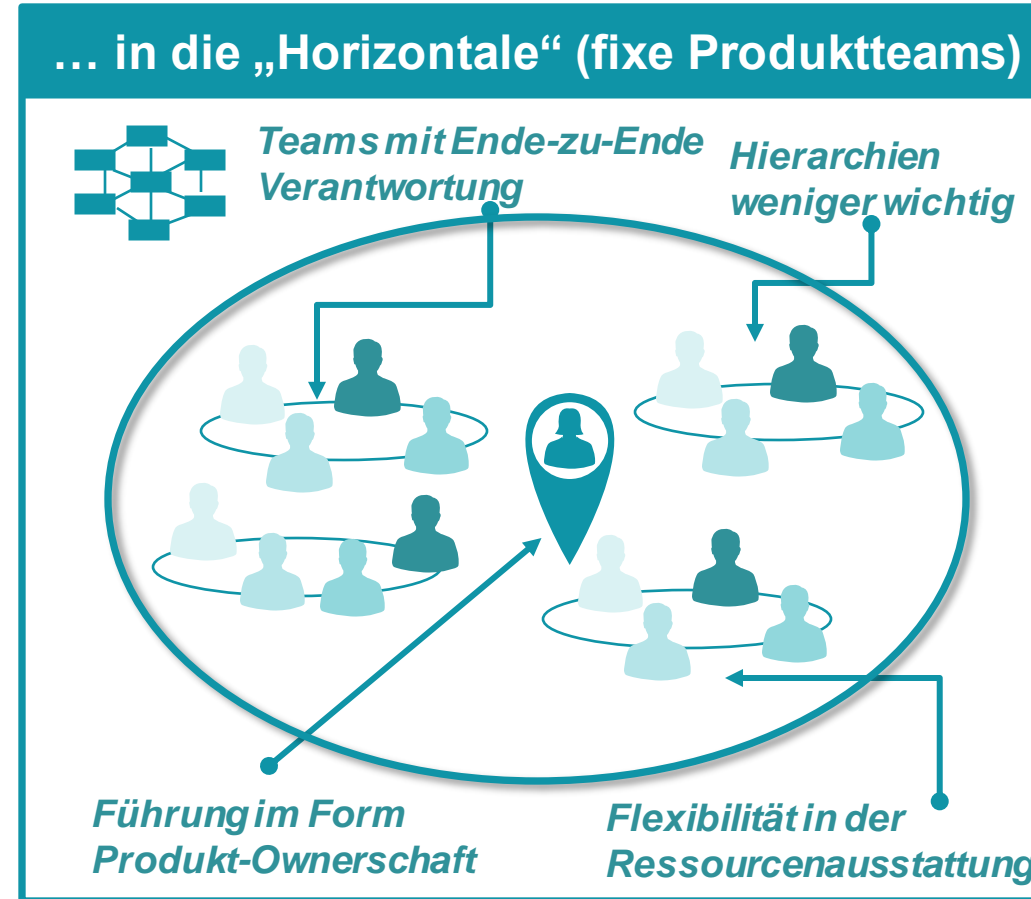 ... in die „Horizontale“ (fixe Produktteams)
Teams mit Ende-zu-Ende
Verantwortung
Hierarchien
weniger wichtig
Führung im Form
Produkt-Ownerschaft
Flexibilität in der
Ressourcenausstattung